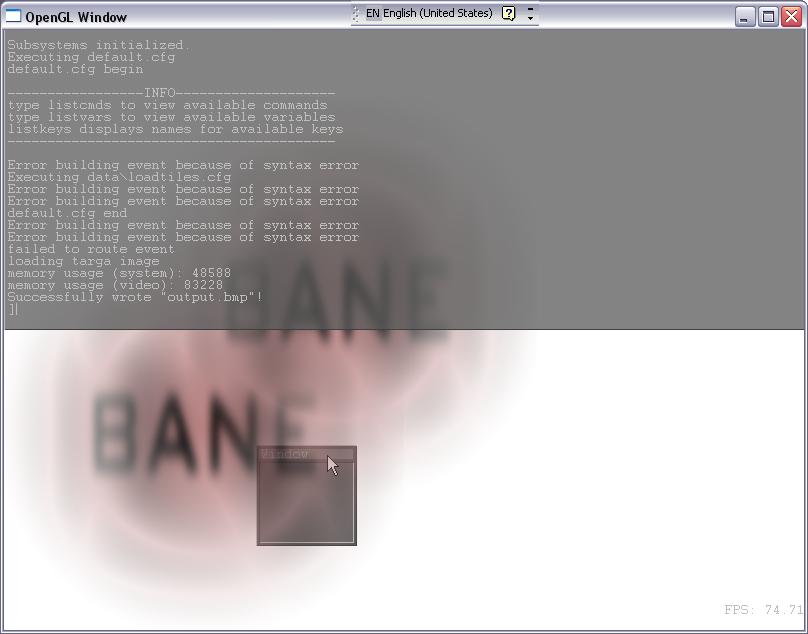 OpenGL Window
EN English (United States)
Subsystems initialized.
Executing default.cfg
default.cfg begin
-----------------INFO--------------------
type listcmds to view available commands
type listvars to view available variables
listkeys displays names for available keys
-----------------------------------------
Error building event because of syntax error
Executing data\loadtiles.cfg
Error building event because of syntax error
Error building event because of syntax error
default.cfg end
Error building event because of syntax error
Error building event because of syntax error
failed to route event
loading targa image
memory usage (system): 48588
memory usage (video): 83228
Successfully wrote "output.bmp"!
]|
BANE
BANE
Window
FPS: 74.71